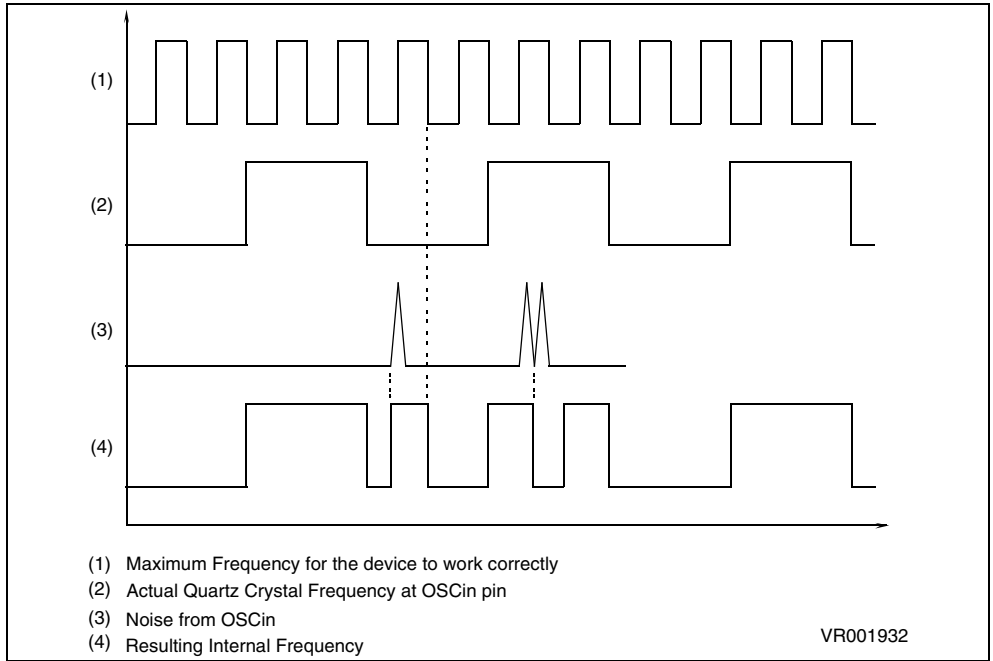 (1)
(2)
(3)
(4)
(1) Maximum Frequency for the device to work correctly
(2) Actual Quartz Crystal Frequency at OSCin pin
(3) Noise from OSCin
(4) Resulting Internal Frequency
VR001932